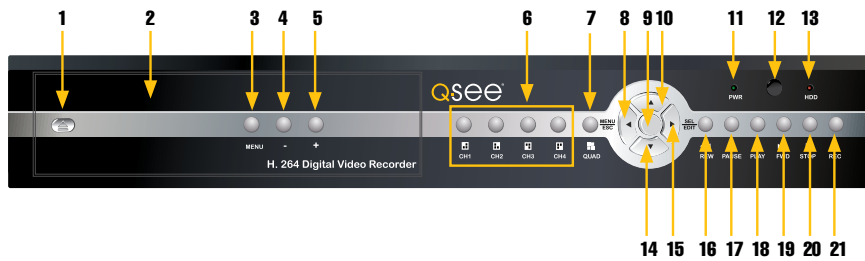 1 2 3 4 5 6 7 8 9 10 11 12 13
Q-see
PWR HDD
MENU - + CH1 CH2 CH3 CH4 QUAD MENU/ESC SEL/EDIT REW PAUSE PLAY FWD STOP REC
H. 264 Digital Video Recorder
14 15 16 17 18 19 20 21